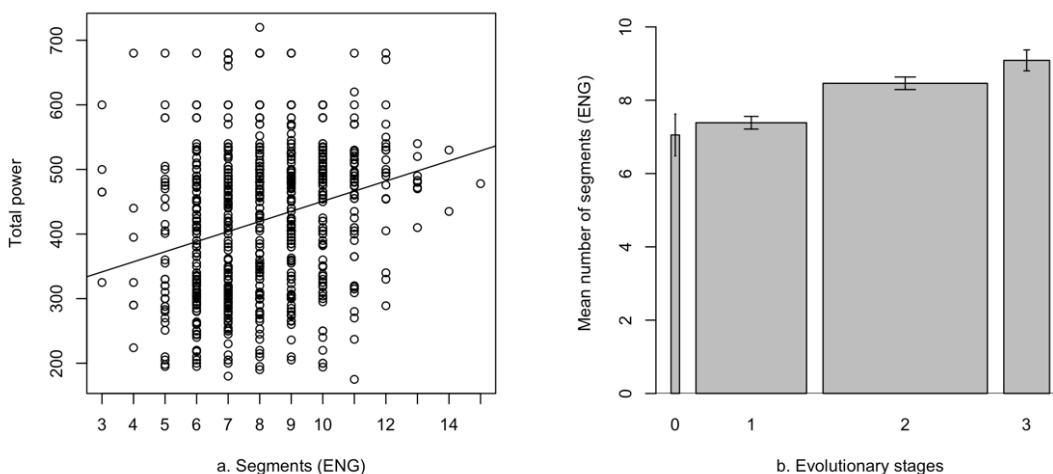 Total power
700
600
500
400
300
200
3 4 5 6 7 8 9 10 12 14
a. Segments (ENG)
Mean number of segments (ENG)
10
8
6
4
2
0
0 1 2 3
b. Evolutionary stages